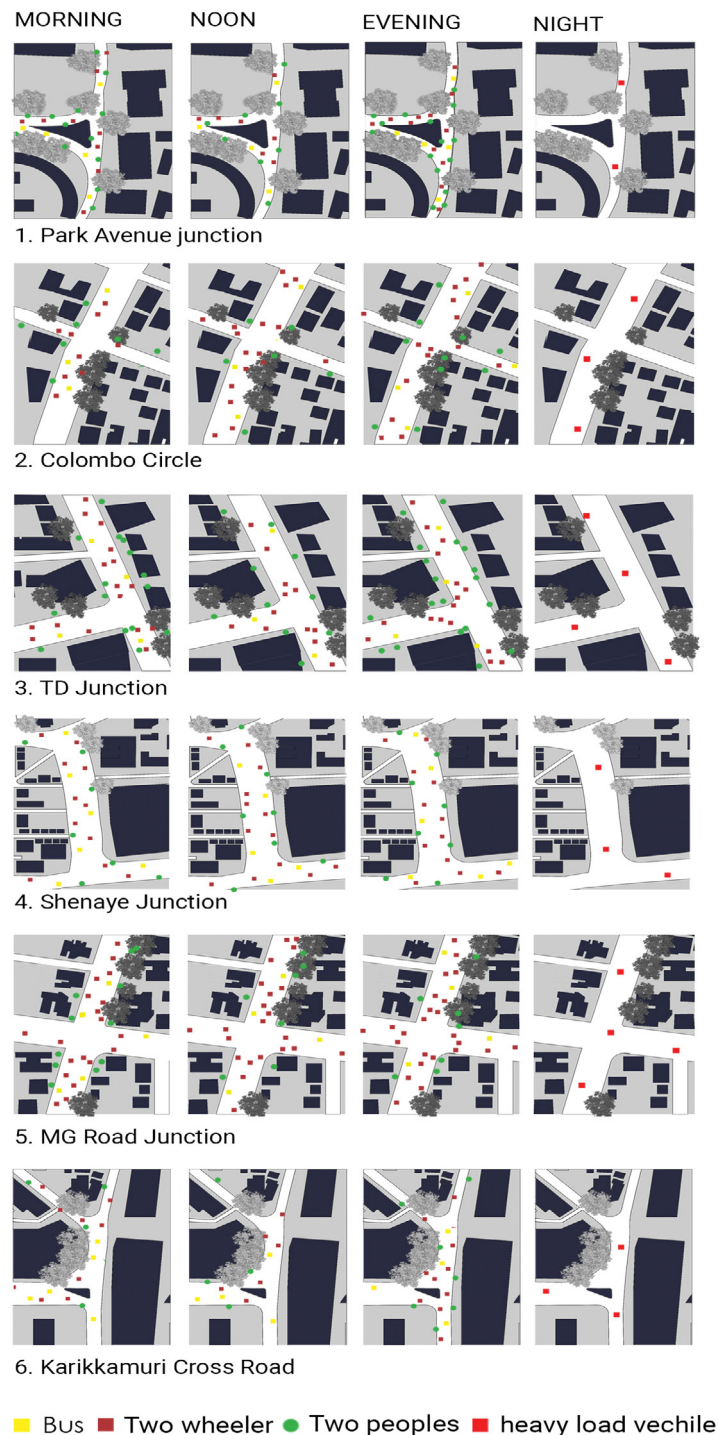 MORNING NOON EVENING NIGHT
1. Park Avenue junction
2. Colombo Circle
3. TD Junction
4. Shenaye Junction
5. MG Road Junction
6. Karikkamuri Cross Road
Bus Two wheeler Two peoples heavy load vechile